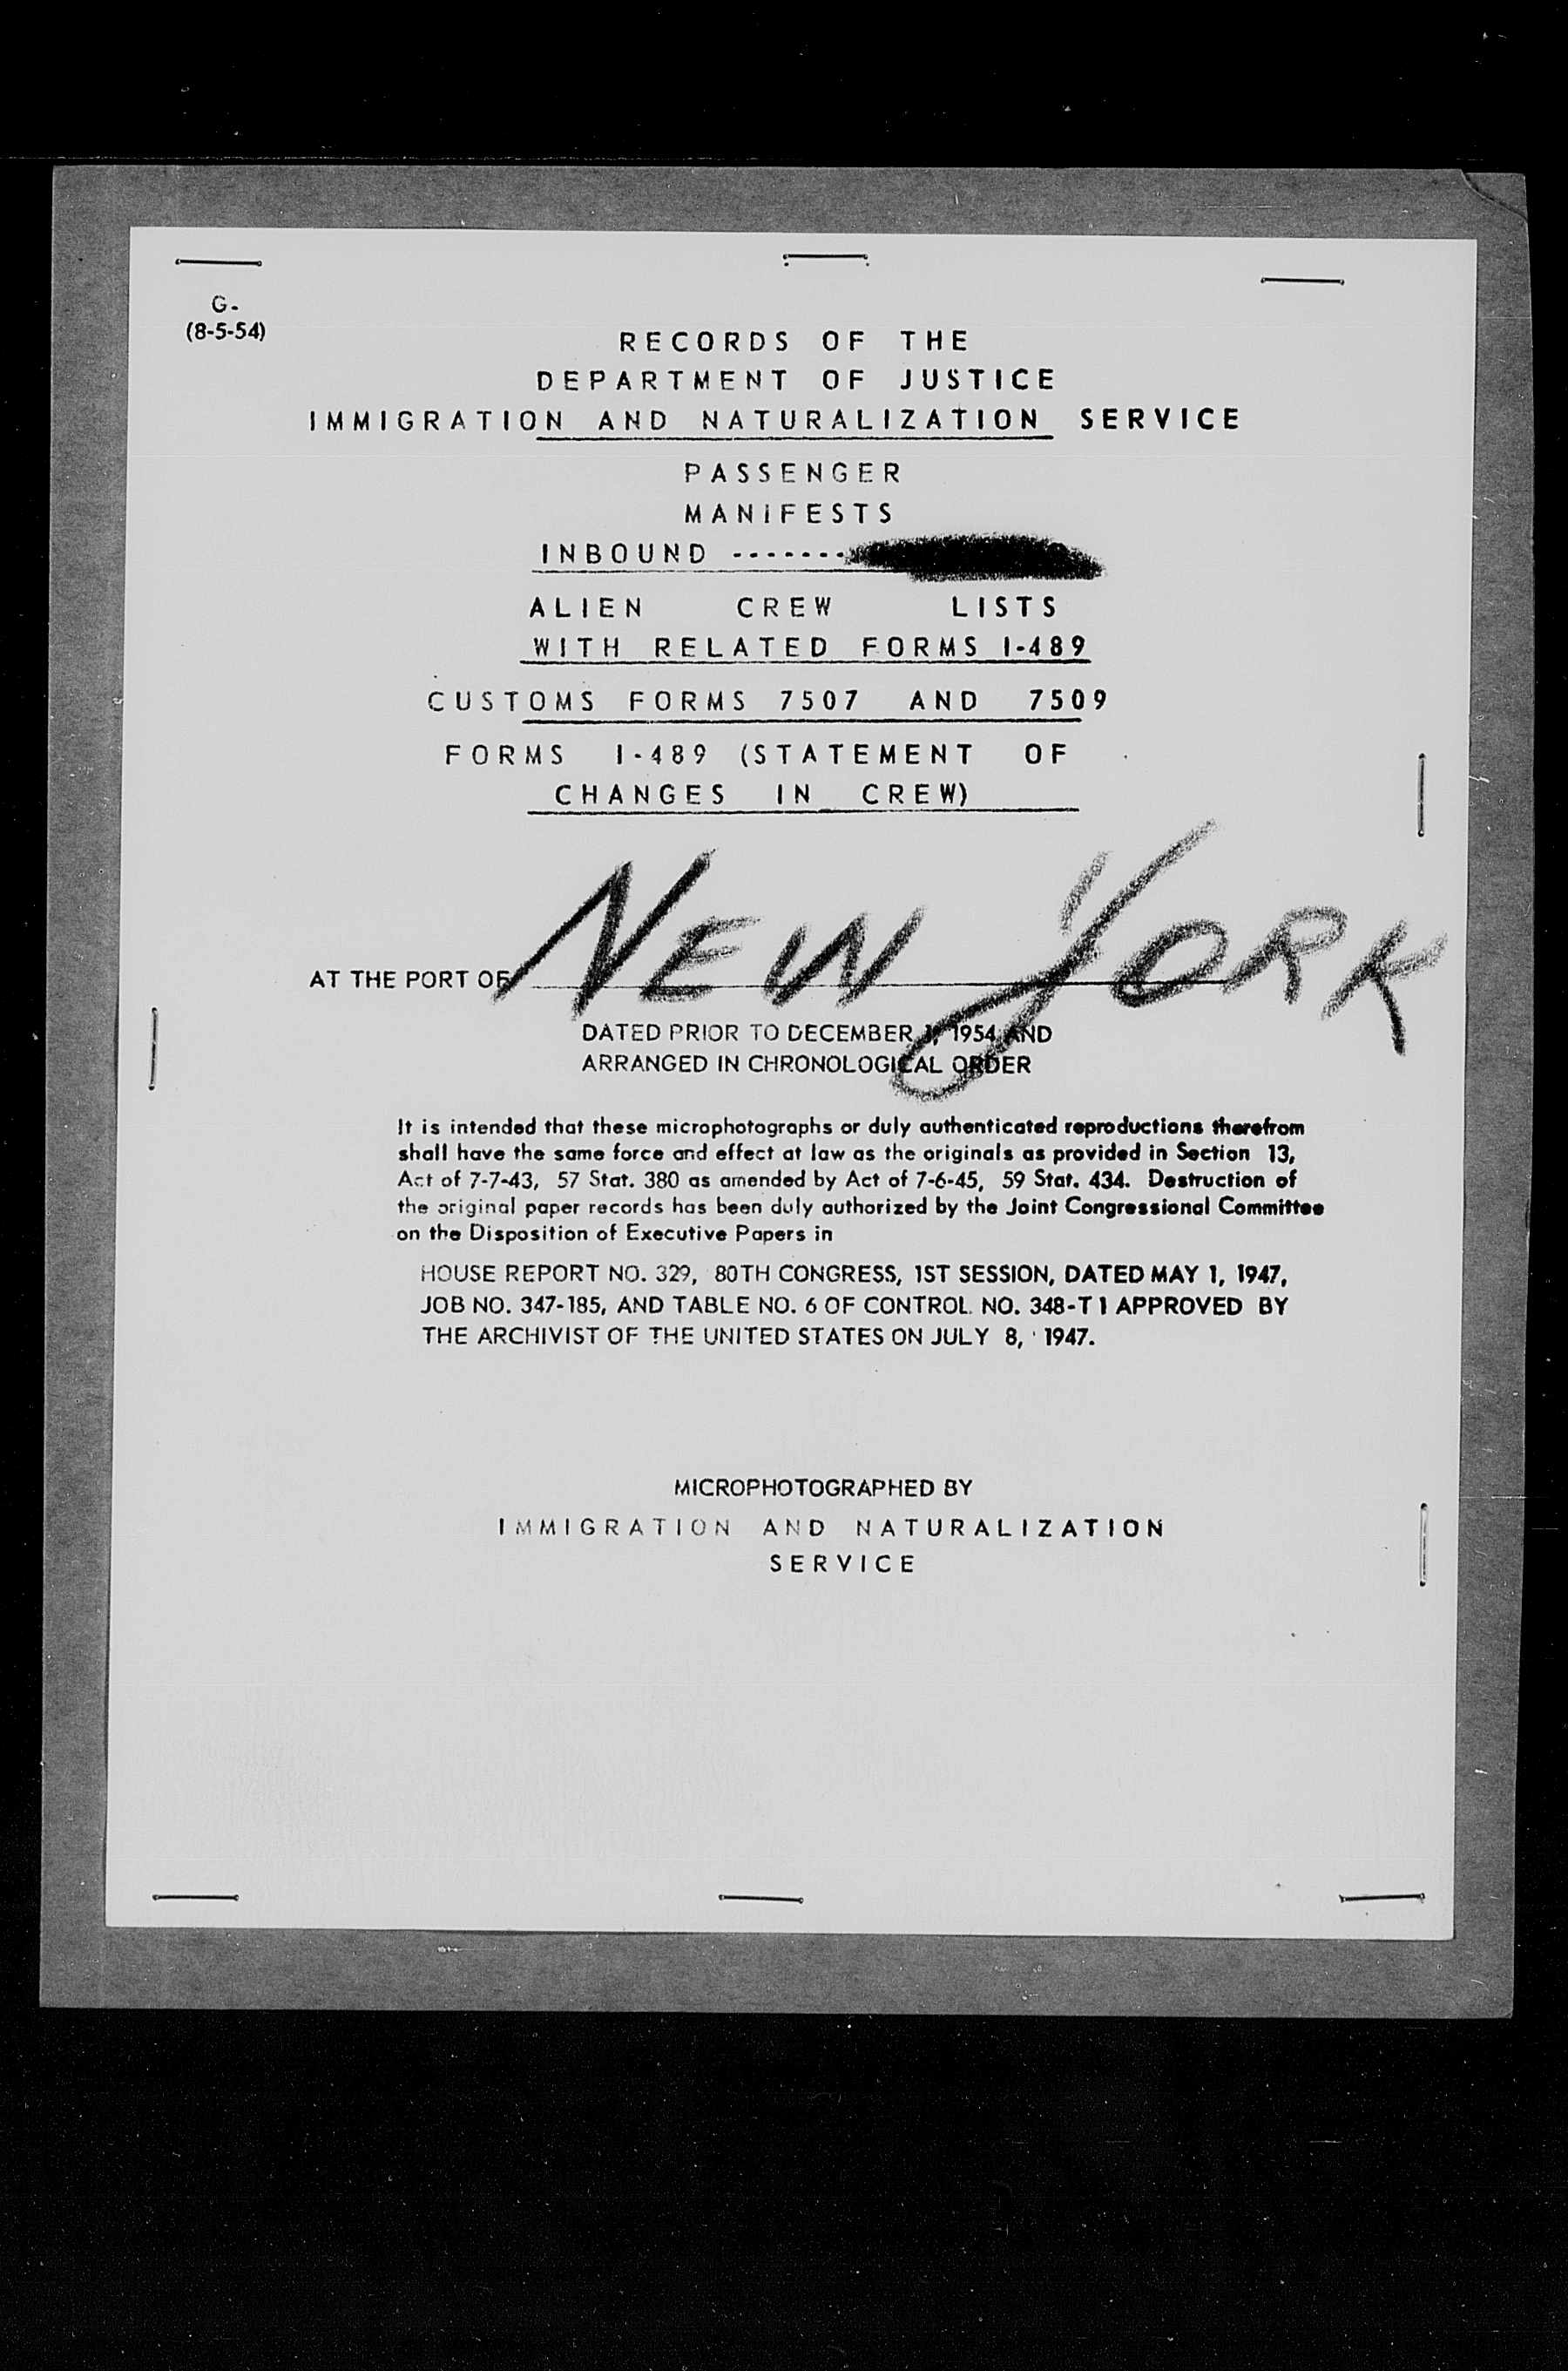 G-
(8-5-54)
RECORDS OF THE
DEPARTMENT OF JUSTICE
IMMIGRATION AND NATURALIZATION SERVICE
PASSENGER
MANIFESTS
INBOUND -------
ALIEN CREW LISTS
WITH RELATED FORMS I-489
CUSTOMS FORMS 7507 AND 7509
FORMS I-489 (STATEMENT OF
CHANGES IN CREW)
AT THE PORT OF NEW YORK
DATED PRIOR TO DECEMBER 1, 1954 AND
ARRANGED IN CHRONOLOGICAL ORDER
It is intended that these microphotographs or duly authenticated reproductions therefrom
shall have the same force and effect at law as the originals as provided in Section 13,
Act of 7-7-43, 57 Stat. 380 as amended by Act of 7-6-45, 59 Stat. 434. Destruction of
the original paper records has been duly authorized by the Joint Congressional Committee
on the Disposition of Executive Papers in
HOUSE REPORT NO. 329, 80TH CONGRESS, 1ST SESSION, DATED MAY 1, 1947,
JOB NO. 347-185, AND TABLE NO. 6 OF CONTROL NO. 348-T1 APPROVED BY
THE ARCHIVIST OF THE UNITED STATES ON JULY 8, 1947.
MICROPHOTOGRAPHED BY
IMMIGRATION AND NATURALIZATION
SERVICE